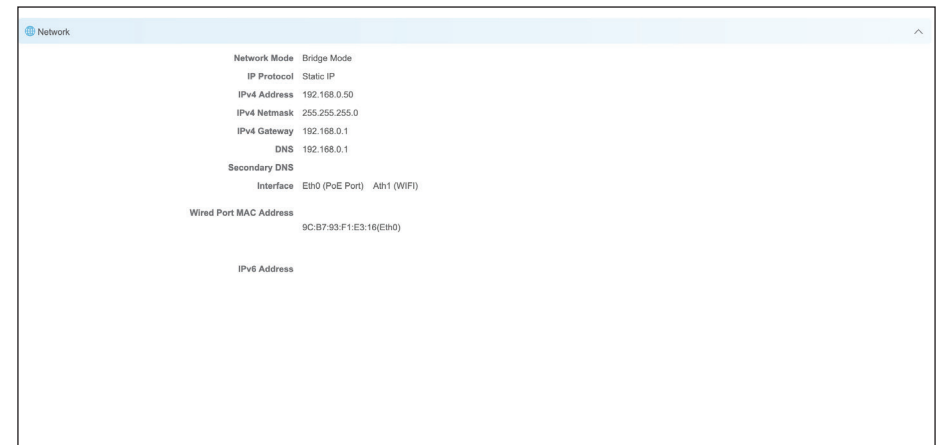 Network
Network Mode Bridge Mode
IP Protocol Static IP
IPv4 Address 192.168.0.50
IPv4 Netmask 255.255.255.0
IPv4 Gateway 192.168.0.1
DNS 192.168.0.1
Secondary DNS
Interface Eth0 (PoE Port) Ath1 (WIFI)
Wired Port MAC Address
9C:B7:93:F1:E3:16(Eth0)
IPv6 Address